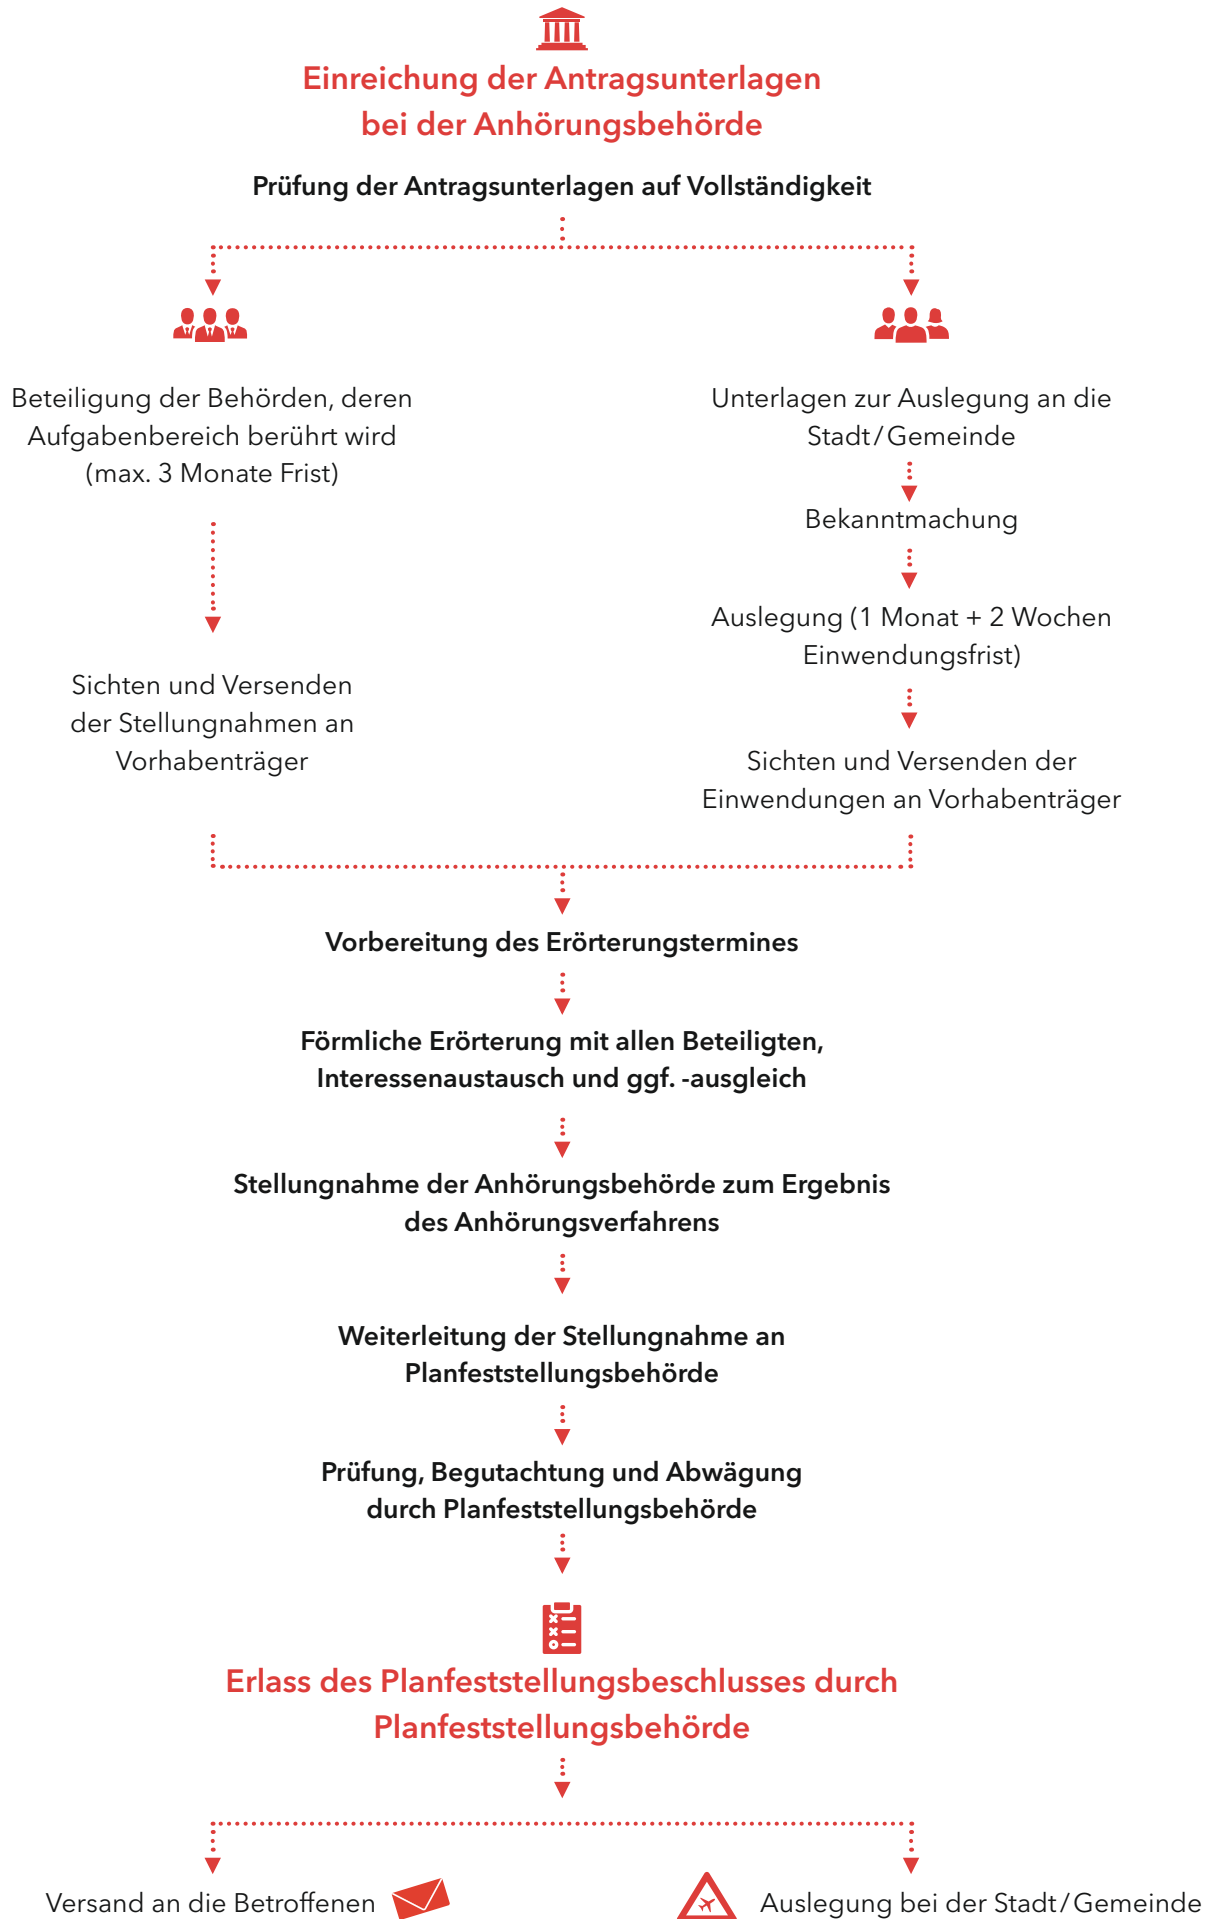 Einreichung der Antragsunterlagen
bei der Anhörungsbehörde
Prüfung der Antragsunterlagen auf Vollständigkeit
Beteiligung der Behörden, deren
Aufgabenbereich berührt wird
(max. 3 Monate Frist)
Sichten und Versenden
der Stellungnahmen an
Vorhabenträger
Unterlagen zur Auslegung an die
Stadt/Gemeinde
Bekanntmachung
Auslegung (1 Monat + 2 Wochen
Einwendungsfrist)
Sichten und Versenden der
Einwendungen an Vorhabenträger
Vorbereitung des Erörterungstermines
Förmliche Erörterung mit allen Beteiligten,
Interessenaustausch und ggf. -ausgleich
Stellungnahme der Anhörungsbehörde zum Ergebnis
des Anhörungsverfahrens
Weiterleitung der Stellungnahme an
Planfeststellungsbehörde
Prüfung, Begutachtung und Abwägung
durch Planfeststellungsbehörde
Erlass des Planfeststellungsbeschlusses durch
Planfeststellungsbehörde
Versand an die Betroffenen
Auslegung bei der Stadt/Gemeinde